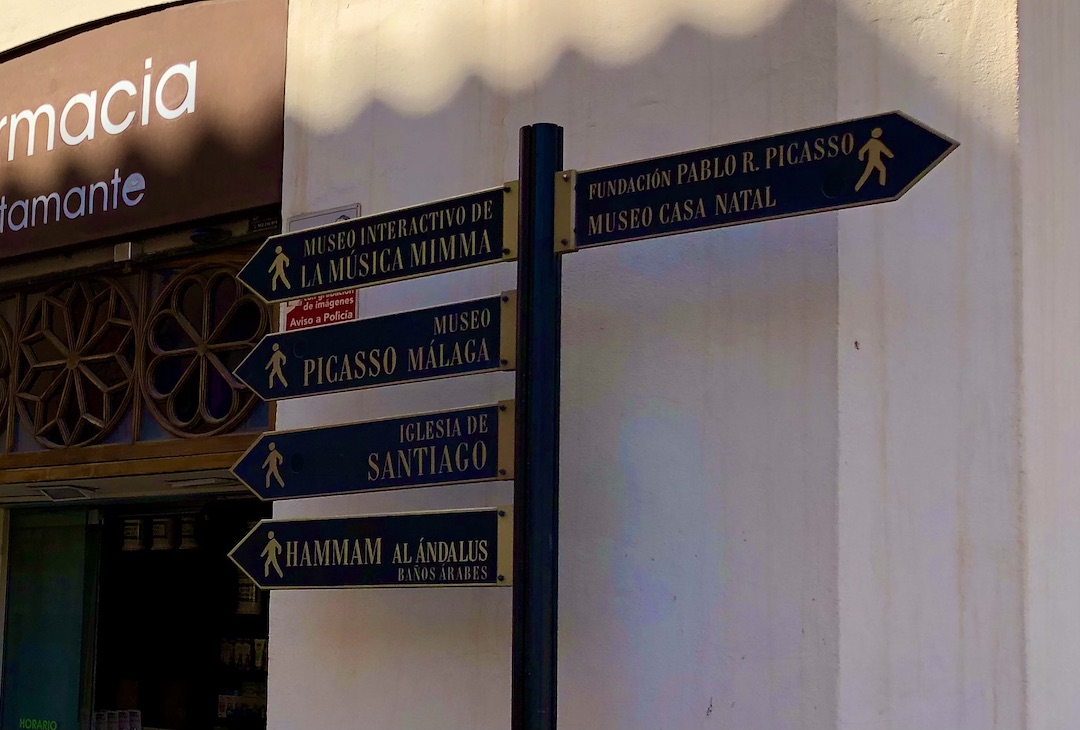 rmacia
tamante
MUSEO INTERACTIVO DE
LA MÚSICA MIMMA
de imágenes
Aviso a Policía
MUSEO
PICASSO MÁLAGA
IGLESIA DE
SANTIAGO
HAMMAM AL ÁNDALUS
BAÑOS ÁRABES
FUNDACIÓN PABLO R. PICASSO
MUSEO CASA NATAL
HORARIO